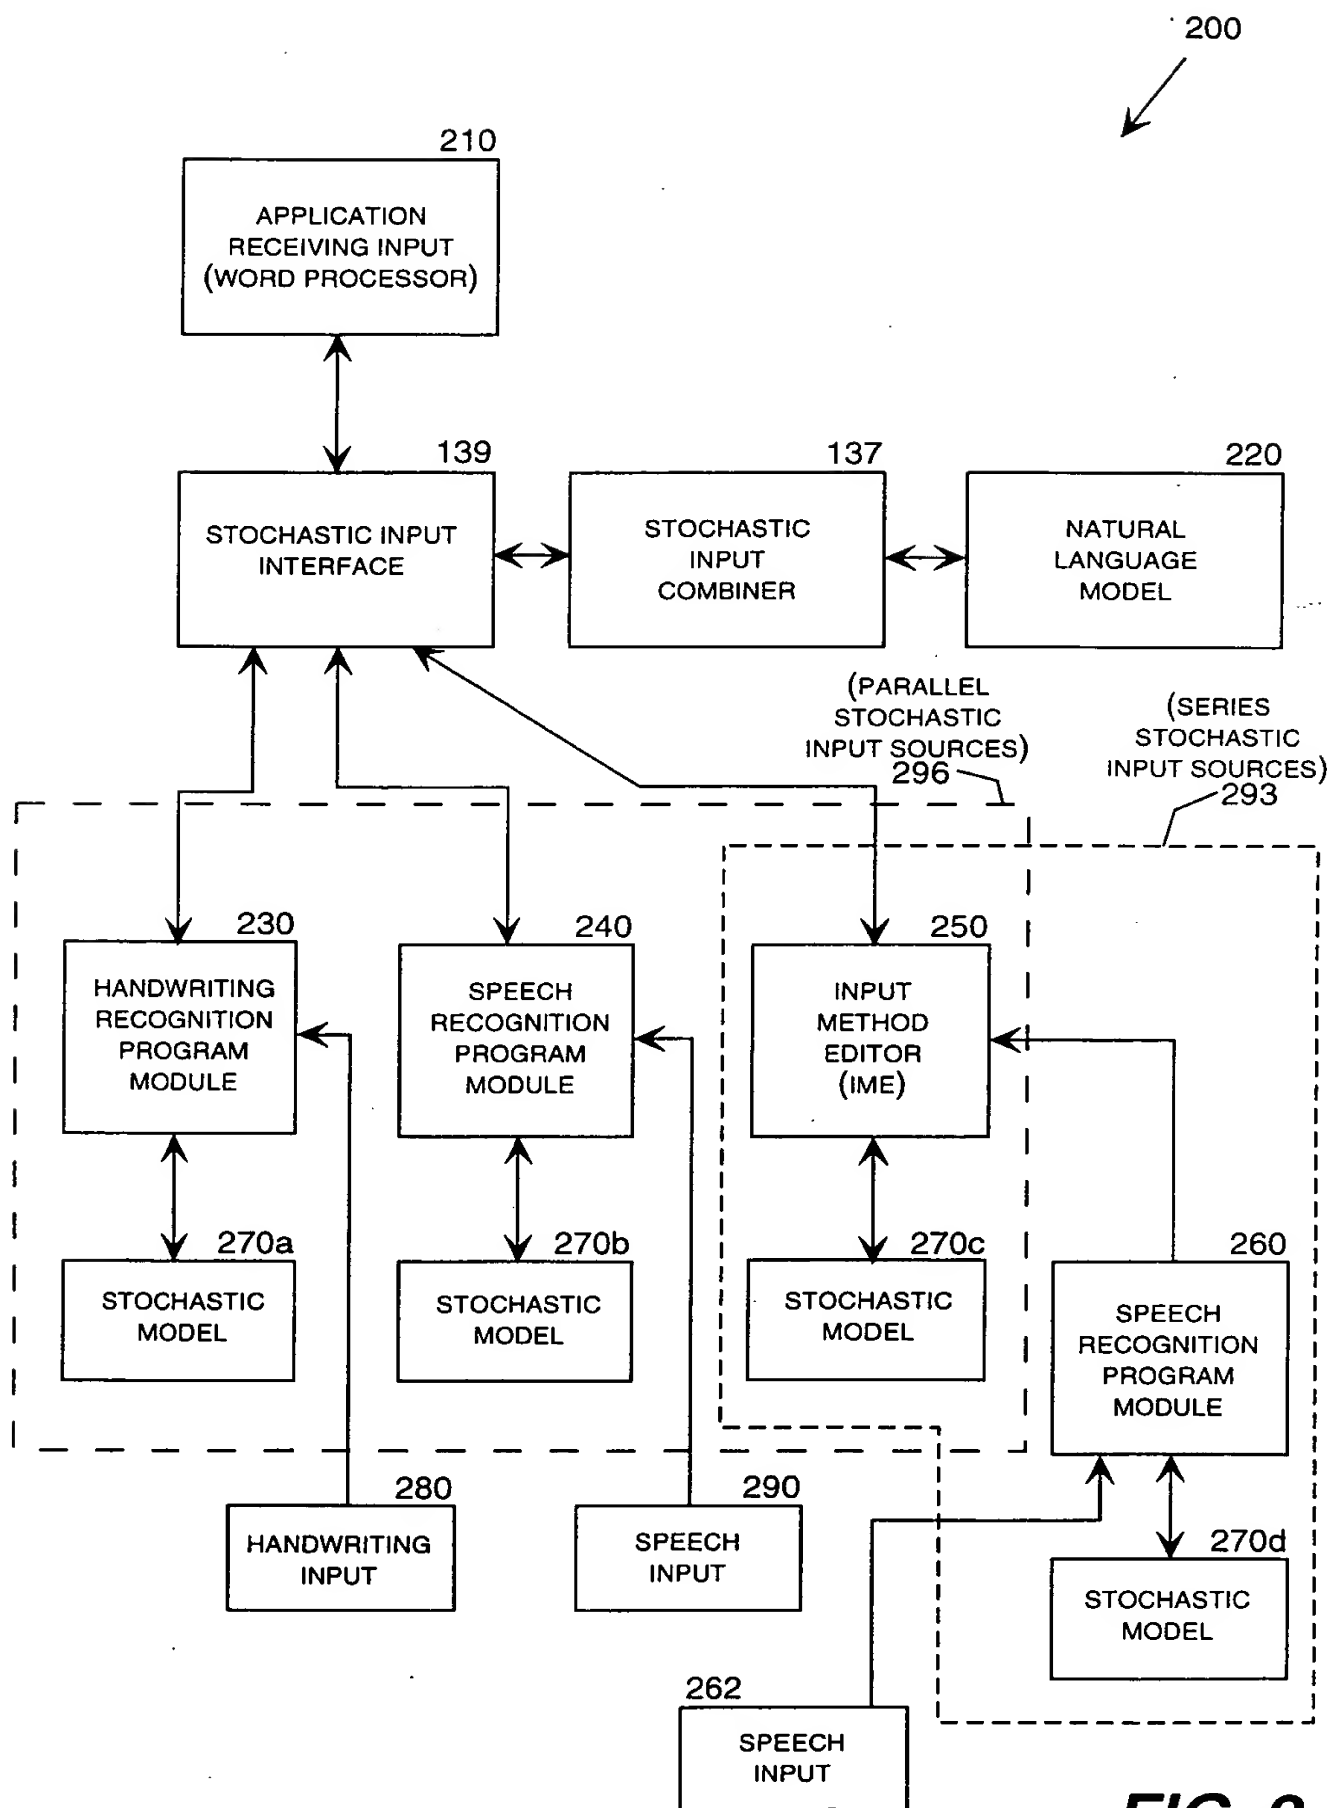 200
210
APPLICATION
RECEIVING INPUT
(WORD PROCESSOR)
139
STOCHASTIC INPUT
INTERFACE
137
STOCHASTIC
INPUT
COMBINER
220
NATURAL
LANGUAGE
MODEL
(PARALLEL
STOCHASTIC
INPUT SOURCES)
296
(SERIES
STOCHASTIC
INPUT SOURCES)
293
230
HANDWRITING
RECOGNITION
PROGRAM
MODULE
240
SPEECH
RECOGNITION
PROGRAM
MODULE
250
INPUT
METHOD
EDITOR
(IME)
270a
STOCHASTIC
MODEL
270b
STOCHASTIC
MODEL
270c
STOCHASTIC
MODEL
260
SPEECH
RECOGNITION
PROGRAM
MODULE
280
HANDWRITING
INPUT
290
SPEECH
INPUT
270d
STOCHASTIC
MODEL
262
SPEECH
INPUT
FIG.